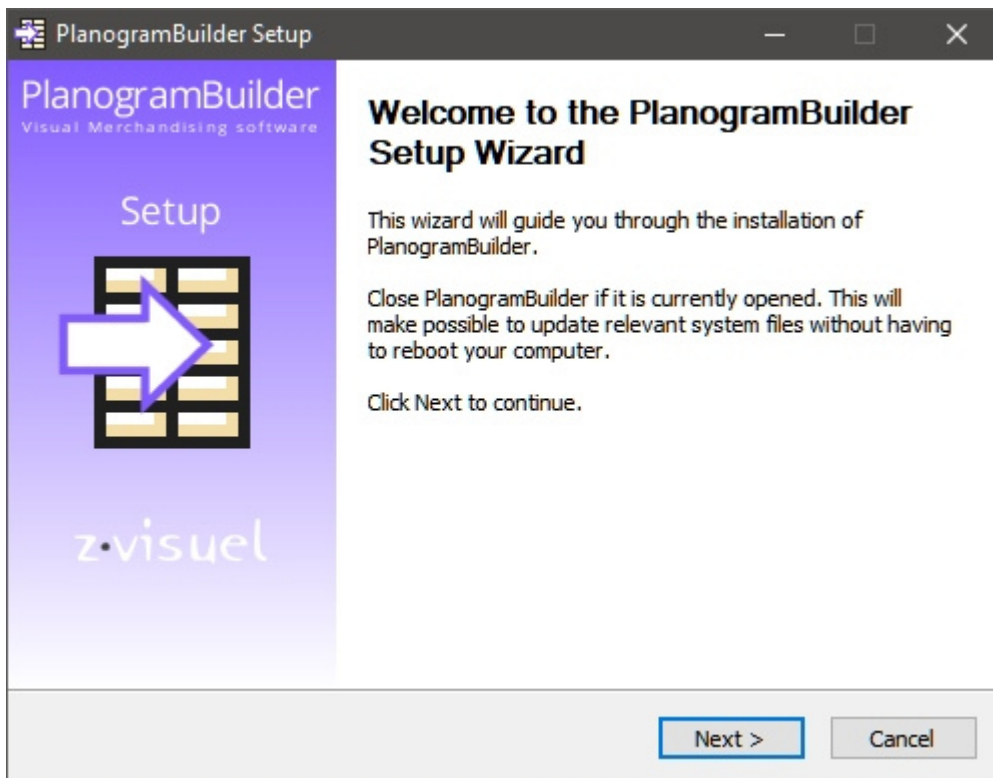 PlanogramBuilder Setup
PlanogramBuilder
Visual Merchandising software
Setup
z·visuel
Welcome to the PlanogramBuilder
Setup Wizard
This wizard will guide you through the installation of
PlanogramBuilder.
Close PlanogramBuilder if it is currently opened. This will
make possible to update relevant system files without having
to reboot your computer.
Click Next to continue.
Next >
Cancel